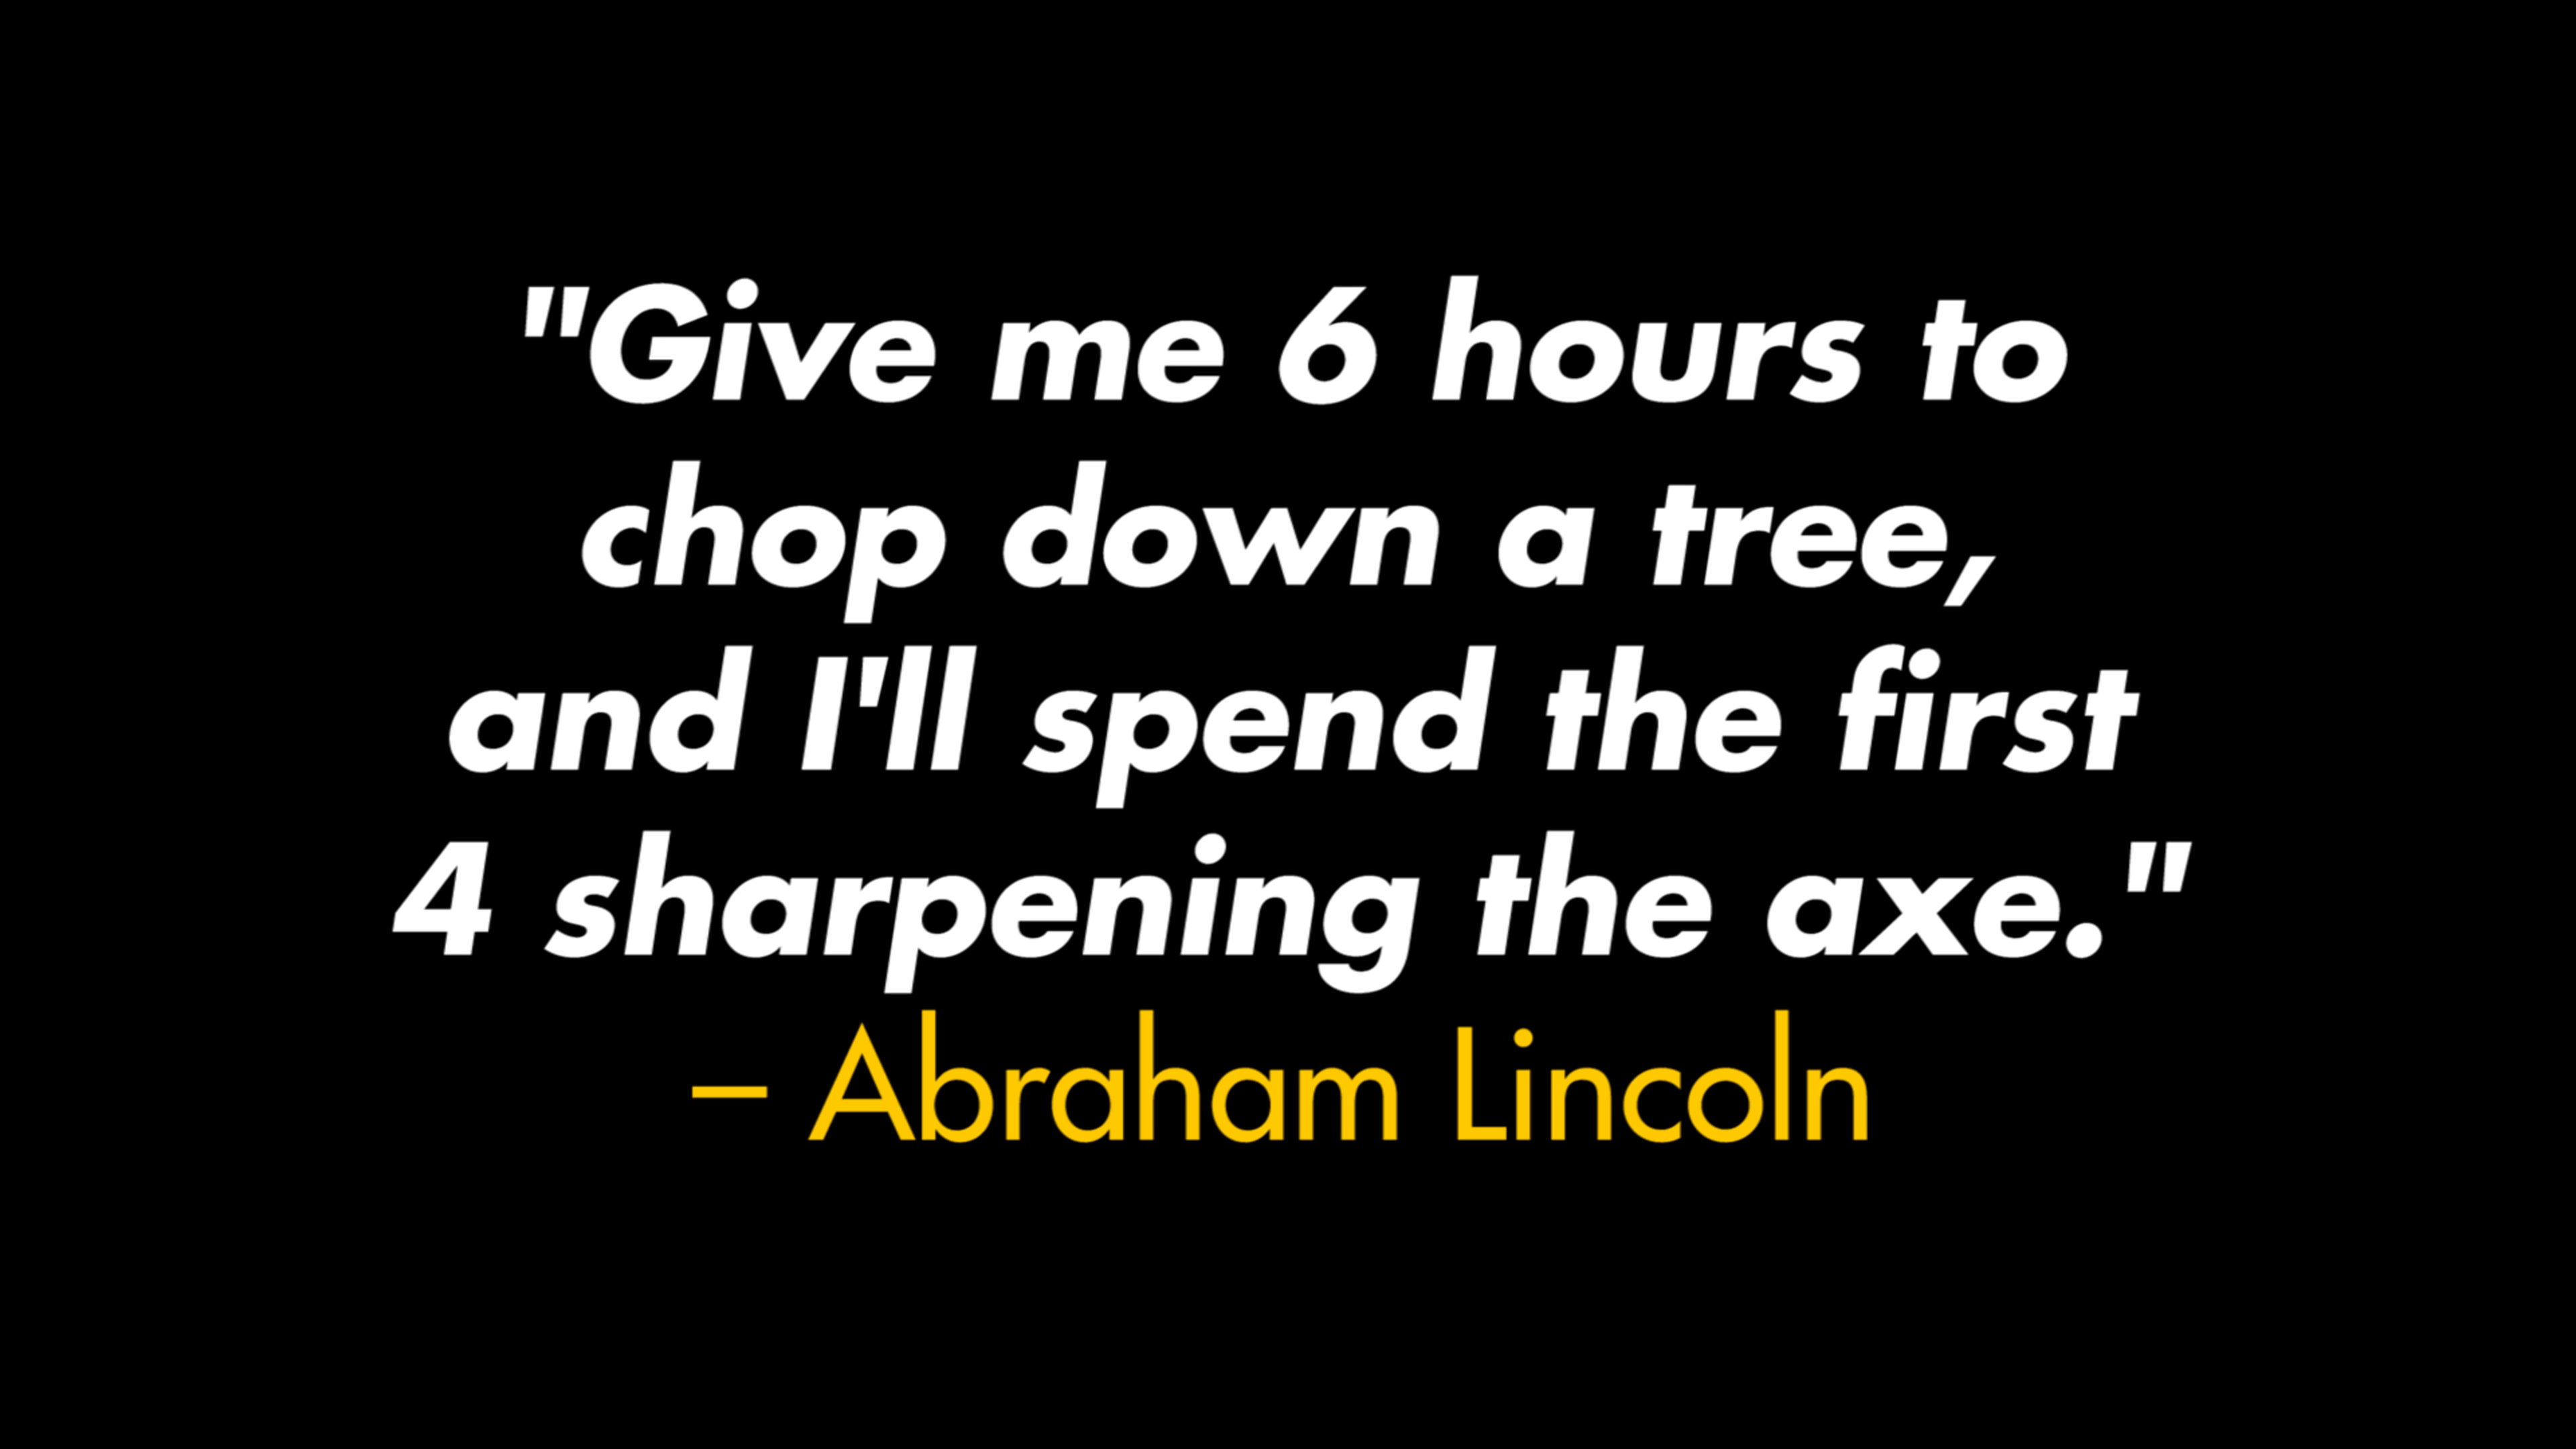 "Give me 6 hours to
chop down a tree,
and I'll spend the first
4 sharpening the axe."
– Abraham Lincoln